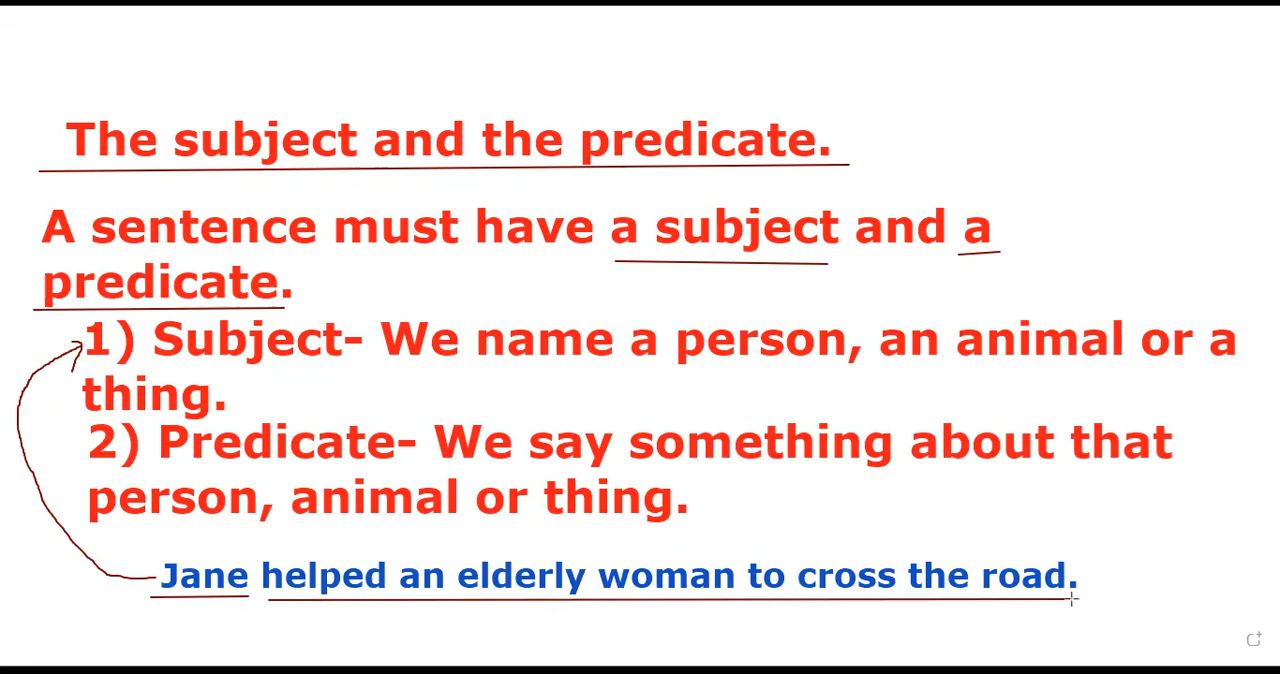 The subject and the predicate.
A sentence must have a subject and a
predicate.
1) Subject- We name a person, an animal or a
thing.
2) Predicate- We say something about that
person, animal or thing.
Jane helped an elderly woman to cross the road.